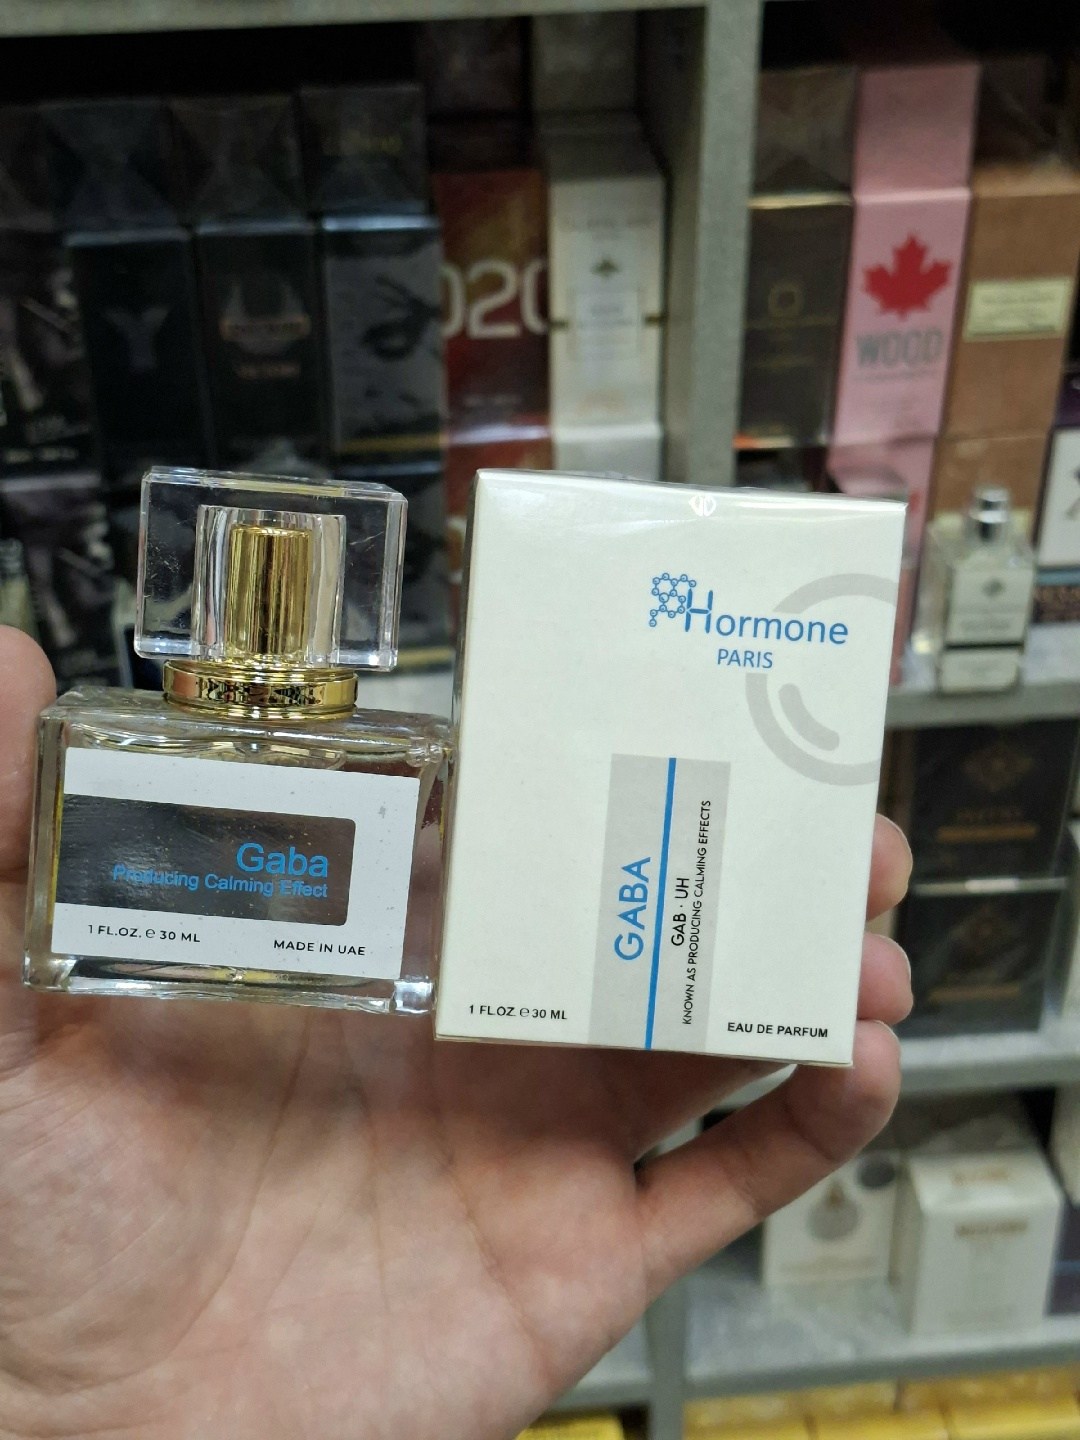 020
WOOD
Hormone
PARIS
Gaba
Producing Calming Effect
1 FL.OZ. e 30 ML
MADE IN UAE
GABA
GAB · UH
KNOWN AS PRODUCING CALMING EFFECTS
1 FL.OZ e 30 ML
EAU DE PARFUM